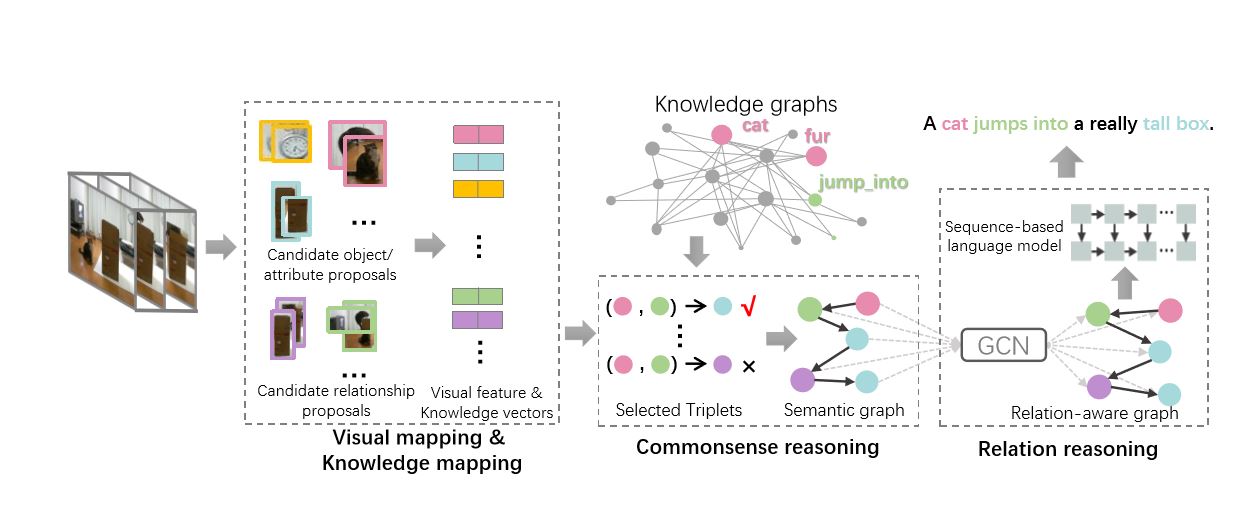 Knowledge graphs
cat
fur
jump_into
A cat jumps into a really tall box.
Candidate object/
attribute proposals
...
Candidate relationship
proposals
...
Visual feature &
Knowledge vectors
Visual mapping &
Knowledge mapping
( , ) → √
( , ) → ×
Selected Triplets
Semantic graph
Commonsense reasoning
GCN
Sequence-based
language model
Relation-aware graph
Relation reasoning